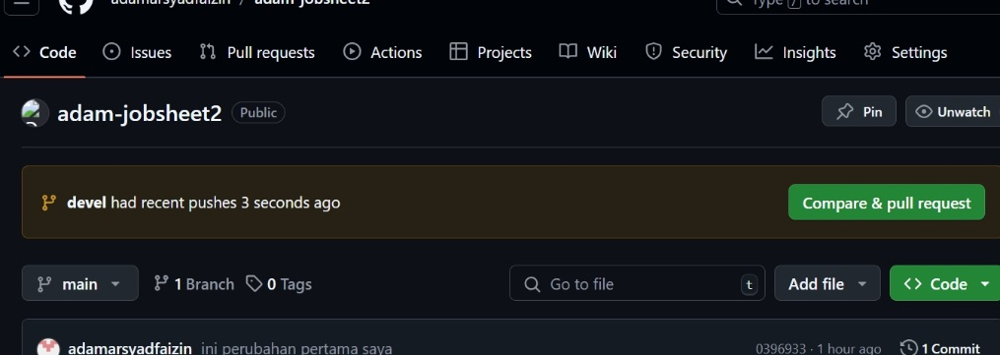 adamarsyadfaizin / adam-jobsheet2
Type / to search
Code Issues Pull requests Actions Projects Wiki Security Insights Settings
adam-jobsheet2 Public
Pin Unwatch
devel had recent pushes 3 seconds ago
Compare & pull request
main 1 Branch 0 Tags
Go to file t Add file Code
adamarsyadfaizin ini perubahan pertama saya 0396933 · 1 hour ago 1 Commit